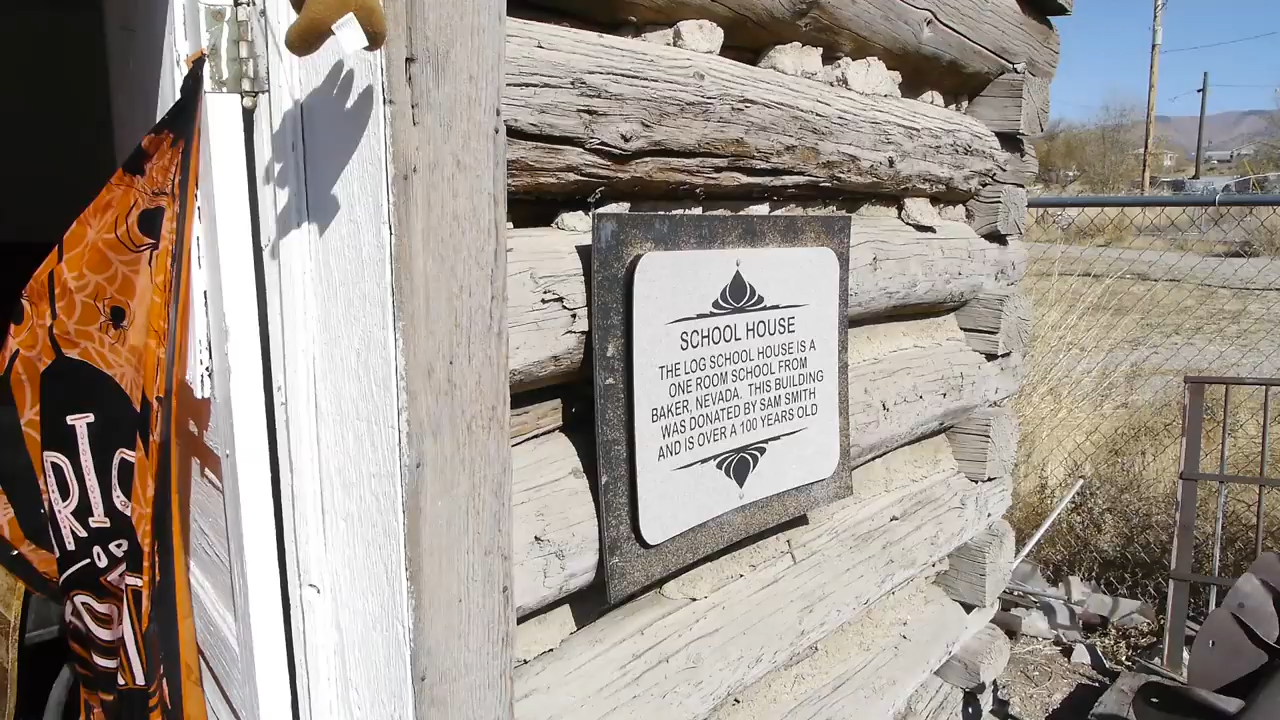 SCHOOL HOUSE
THE LOG SCHOOL HOUSE IS A
ONE ROOM SCHOOL FROM
BAKER, NEVADA. THIS BUILDING
WAS DONATED BY SAM SMITH
AND IS OVER A 100 YEARS OLD